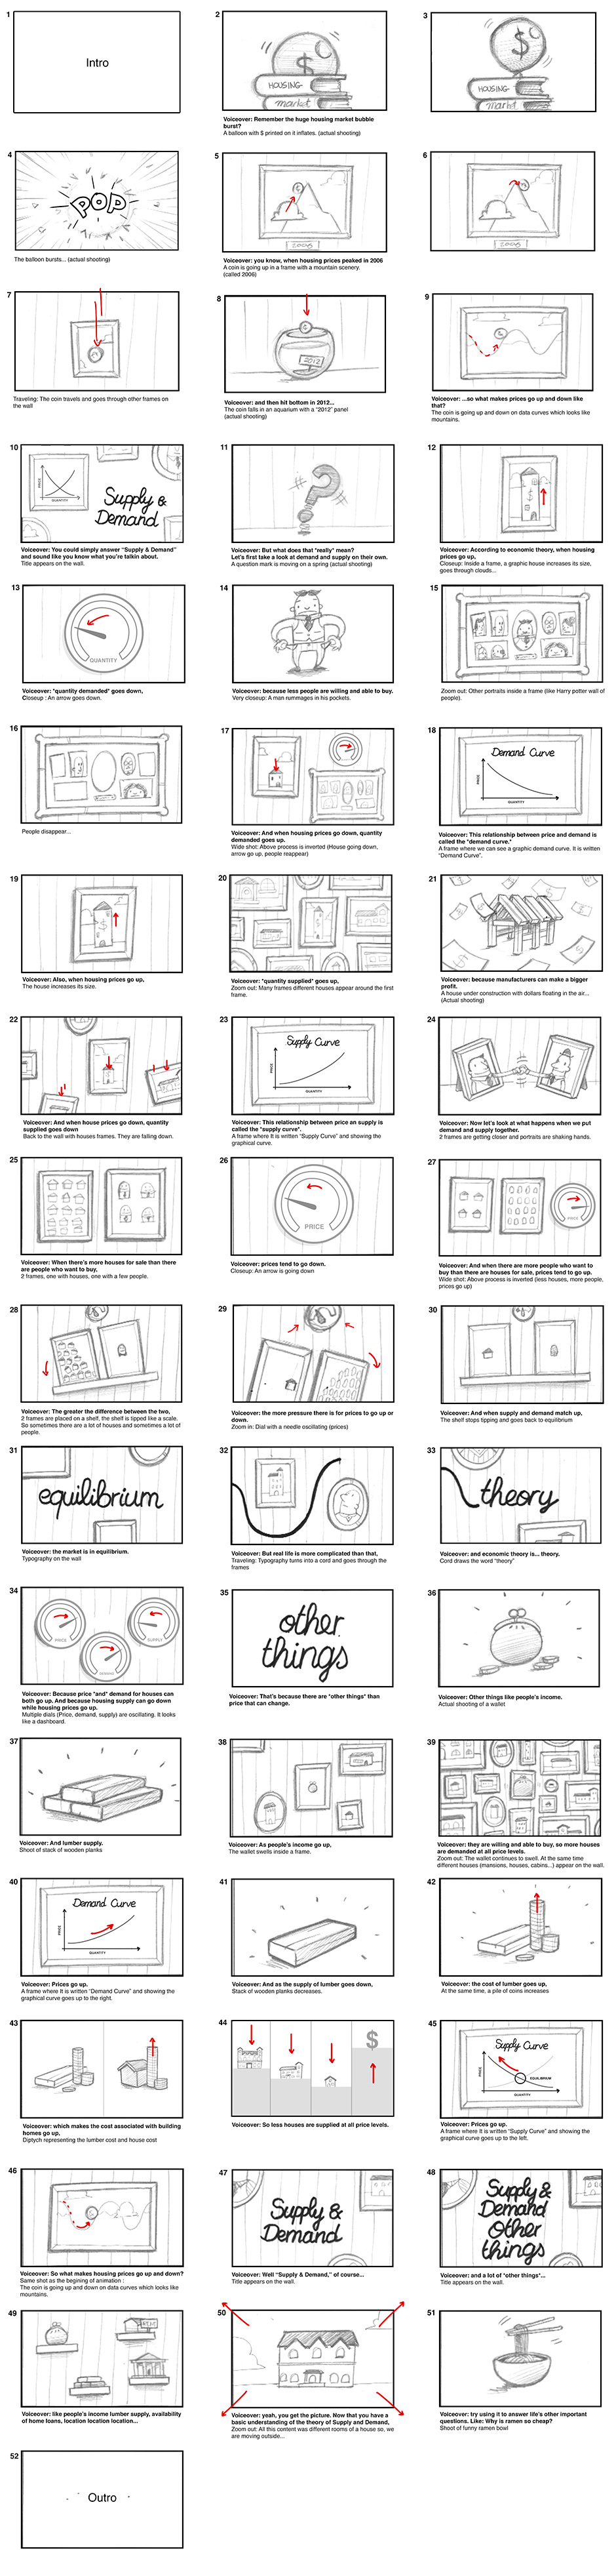 1
Intro
2
$
HOUSING
market
Voiceover: Remember the huge housing market bubble
burst?
A balloon with $ printed on it inflates. (actual shooting)
3
$
HOUSING
market
4
POP
The balloon bursts... (actual shooting)
5
2006
Voiceover: you know, when housing prices peaked in 2006
A coin is going up in a frame with a mountain scenery.
(called 2006)
6
2006
7
Traveling: The coin travels and goes through other frames on
the wall
8
2012
Voiceover: and then hit bottom in 2012...
The coin falls in an aquarium with a "2012" panel
(actual shooting)
9
Voiceover: ...so what makes prices go up and down like
that?
The coin is going up and down on data curves which looks like
mountains.
10
PRICE
QUANTITY
Supply &
Demand
Voiceover: You could simply answer "Supply & Demand"
and sound like you know what you're talkin about.
Title appears on the wall.
11
?
Voiceover: But what does that *really* mean?
Let's first take a look at demand and supply on their own.
A question mark is moving on a spring (actual shooting)
12
Voiceover: According to economic theory, when housing
prices go up,
Closeup: Inside a frame, a graphic house increases its size,
goes through clouds...
13
QUANTITY
Voiceover: *quantity demanded* goes down,
Closeup : An arrow goes down.
14
Voiceover: because less people are willing and able to buy.
Very closeup: A man rummages in his pockets.
15
Zoom out: Other portraits inside a frame (like Harry potter wall of
people).
16
People disappear...
17
Voiceover: And when housing prices go down, quantity
demanded goes up.
Wide shot: Above process is inverted (House going down,
arrow go up, people reappear)
18
Demand Curve
PRICE
QUANTITY
Voiceover: This relationship between price and demand is
called the *demand curve.*
A frame where we can see a graphic demand curve. It is written
"Demand Curve".
19
Voiceover: Also, when housing prices go up,
The house increases its size.
20
Voiceover: *quantity supplied* goes up,
Zoom out: Many frames different houses appear around the first
frame.
21
Voiceover: because manufacturers can make a bigger
profit.
A house under construction with dollars floating in the air...
(Actual shooting)
22
Voiceover: And when house prices go down, quantity
supplied goes down
Back to the wall with houses frames. They are falling down.
23
Supply Curve
PRICE
QUANTITY
Voiceover: This relationship between price an supply is
called the *supply curve*.
A frame where It is written "Supply Curve" and showing the
graphical curve.
24
Voiceover: Now let's look at what happens when we put
demand and supply together.
2 frames are getting closer and portraits are shaking hands.
25
Voiceover: When there's more houses for sale than there
are people who want to buy,
2 frames, one with houses, one with a few people.
26
PRICE
Voiceover: prices tend to go down.
Closeup: An arrow is going down
27
PRICE
Voiceover: And when there are more people who want to
buy than there are houses for sale, prices tend to go up.
Wide shot: Above process is inverted (less houses, more people,
prices go up)
28
Voiceover: The greater the difference between the two,
2 frames are placed on a shelf, the shelf is tipped like a scale.
So sometimes there are a lot of houses and sometimes a lot of
people.
29
Voiceover: the more pressure there is for prices to go up or
down.
Zoom in: Dial with a needle oscillating (prices)
30
Voiceover: And when supply and demand match up,
The shelf stops tipping and goes back to equilibrium
31
equilibrium
Voiceover: the market is in equilibrium.
Typography on the wall
32
Voiceover: But real life is more complicated than that,
Traveling: Typography turns into a cord and goes through the
frames
33
theory
Voiceover: and economic theory is... theory.
Cord draws the word "theory"
34
PRICE
DEMAND
SUPPLY
Voiceover: Because price *and* demand for houses can
both go up. And because housing supply can go down
while housing prices go up.
Multiple dials (Price, demand, supply) are oscillating. It looks
like a dashboard.
35
other
things
Voiceover: That's because there are *other things* than
price that can change.
36
Voiceover: Other things like people's income.
Actual shooting of a wallet
37
Voiceover: And lumber supply.
Shoot of stack of wooden planks
38
Voiceover: As people's income go up,
The wallet swells inside a frame.
39
Voiceover: they are willing and able to buy, so more houses
are demanded at all price levels.
Zoom out: The wallet continues to swell. At the same time
different houses (mansions, houses, cabins...) appear on the wall.
40
Demand Curve
PRICE
QUANTITY
Voiceover: Prices go up.
A frame where It is written "Demand Curve" and showing the
graphical curve goes up to the right.
41
Voiceover: And as the supply of lumber goes down,
Stack of wooden planks decreases.
42
Voiceover: the cost of lumber goes up,
At the same time, a pile of coins increases
43
Voiceover: which makes the cost associated with building
homes go up,
Diptych representing the lumber cost and house cost
44
$
Voiceover: So less houses are supplied at all price levels.
45
Supply Curve
PRICE
EQUILIBRIUM
QUANTITY
Voiceover: Prices go up.
A frame where It is written "Supply Curve" and showing the
graphical curve goes up to the left.
46
Voiceover: So what makes housing prices go up and down?
Same shot as the begining of animation :
The coin is going up and down on data curves which looks like
mountains.
47
Supply &
Demand
Voiceover: Well "Supply & Demand," of course...
Title appears on the wall.
48
Supply &
Demand
other
things
Voiceover: and a lot of "other things"...
Title appears on the wall.
49
Voiceover: like people's income lumber supply, availability
of home loans, location location location...
50
Voiceover: yeah, you get the picture. Now that you have a
basic understanding of the theory of Supply and Demand,
Zoom out: All this content was different rooms of a house so, we
are moving outside...
51
Voiceover: try using it to answer life's other important
questions. Like: Why is ramen so cheap?
Shoot of funny ramen bowl
52
Outro